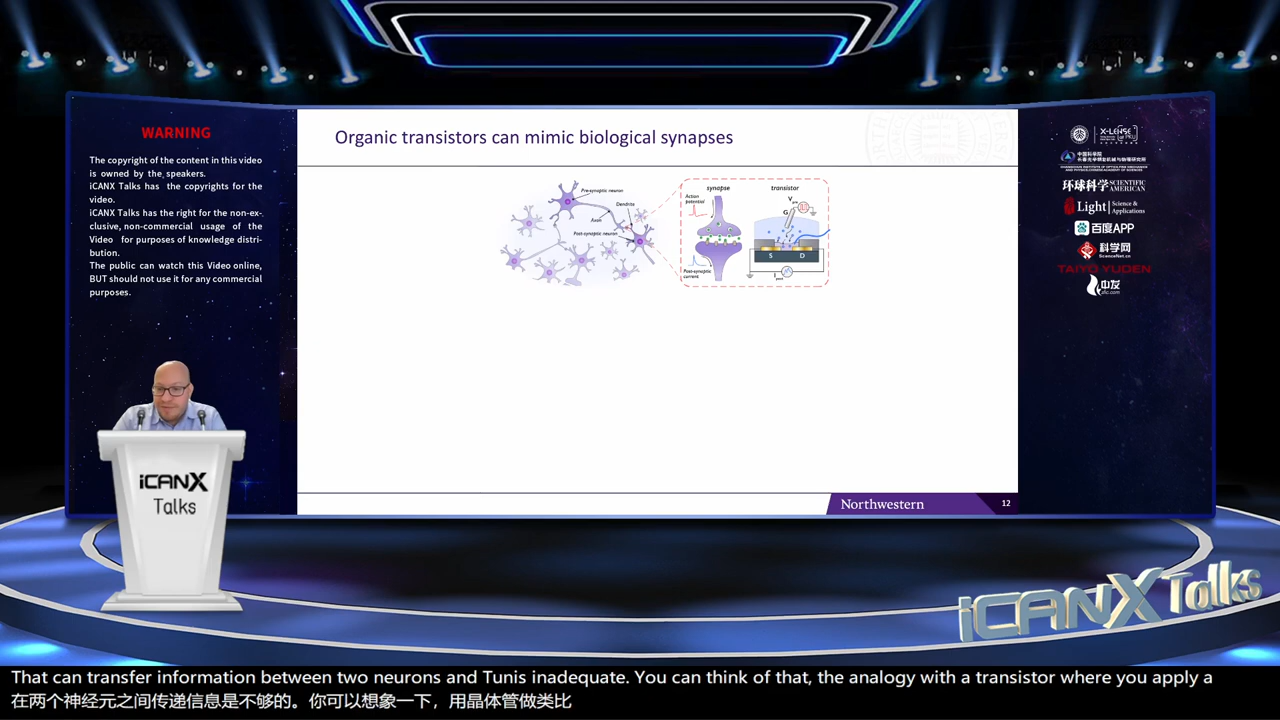 WARNING
The copyright of the content in this video
is owned by the speakers.
iCANX Talks has the copyrights for the
video.
iCANX Talks has the right for the non-ex-
clusive, non-commercial usage of the
Video for purposes of knowledge distri-
bution.
The public can watch this Video online,
BUT should not use it for any commercial
purposes.
Organic transistors can mimic biological synapses
Pre-synaptic neuron
Dendrite
Axon
Post-synaptic neuron
synapse
transistor
Action
potential
G
S
D
Post-synaptic
current
Northwestern
12
X-LENSE
环球科学 SCIENTIFIC AMERICAN
Light Science & Applications
百度APP
科学网
ScienceNet.cn
TAIYO YUDEN
中友
iCANX
Talks
iCANX Talks
That can transfer information between two neurons and Tunis inadequate. You can think of that, the analogy with a transistor where you apply a
在两个神经元之间传递信息是不够的。你可以想象一下，用晶体管做类比